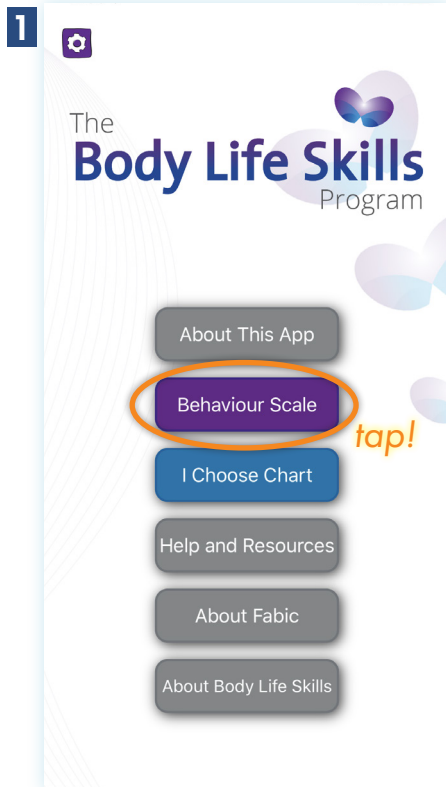 1
The
Body Life Skills
Program
About This App
Behaviour Scale
tap!
I Choose Chart
Help and Resources
About Fabic
About Body Life Skills